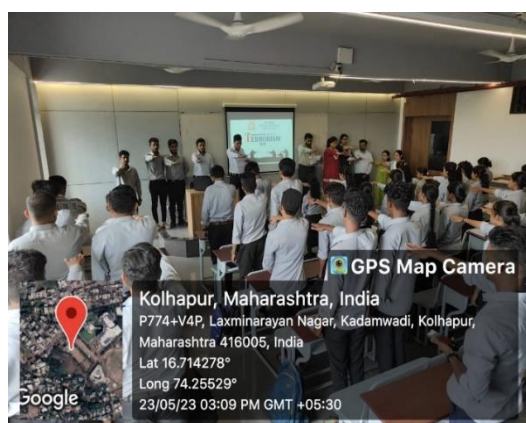 TERRORISM
GPS Map Camera
Kolhapur, Maharashtra, India
P774+V4P, Laxminarayan Nagar, Kadamwadi, Kolhapur,
Maharashtra 416005, India
Lat 16.714278°
Long 74.25529°
23/05/23 03:09 PM GMT +05:30
Google